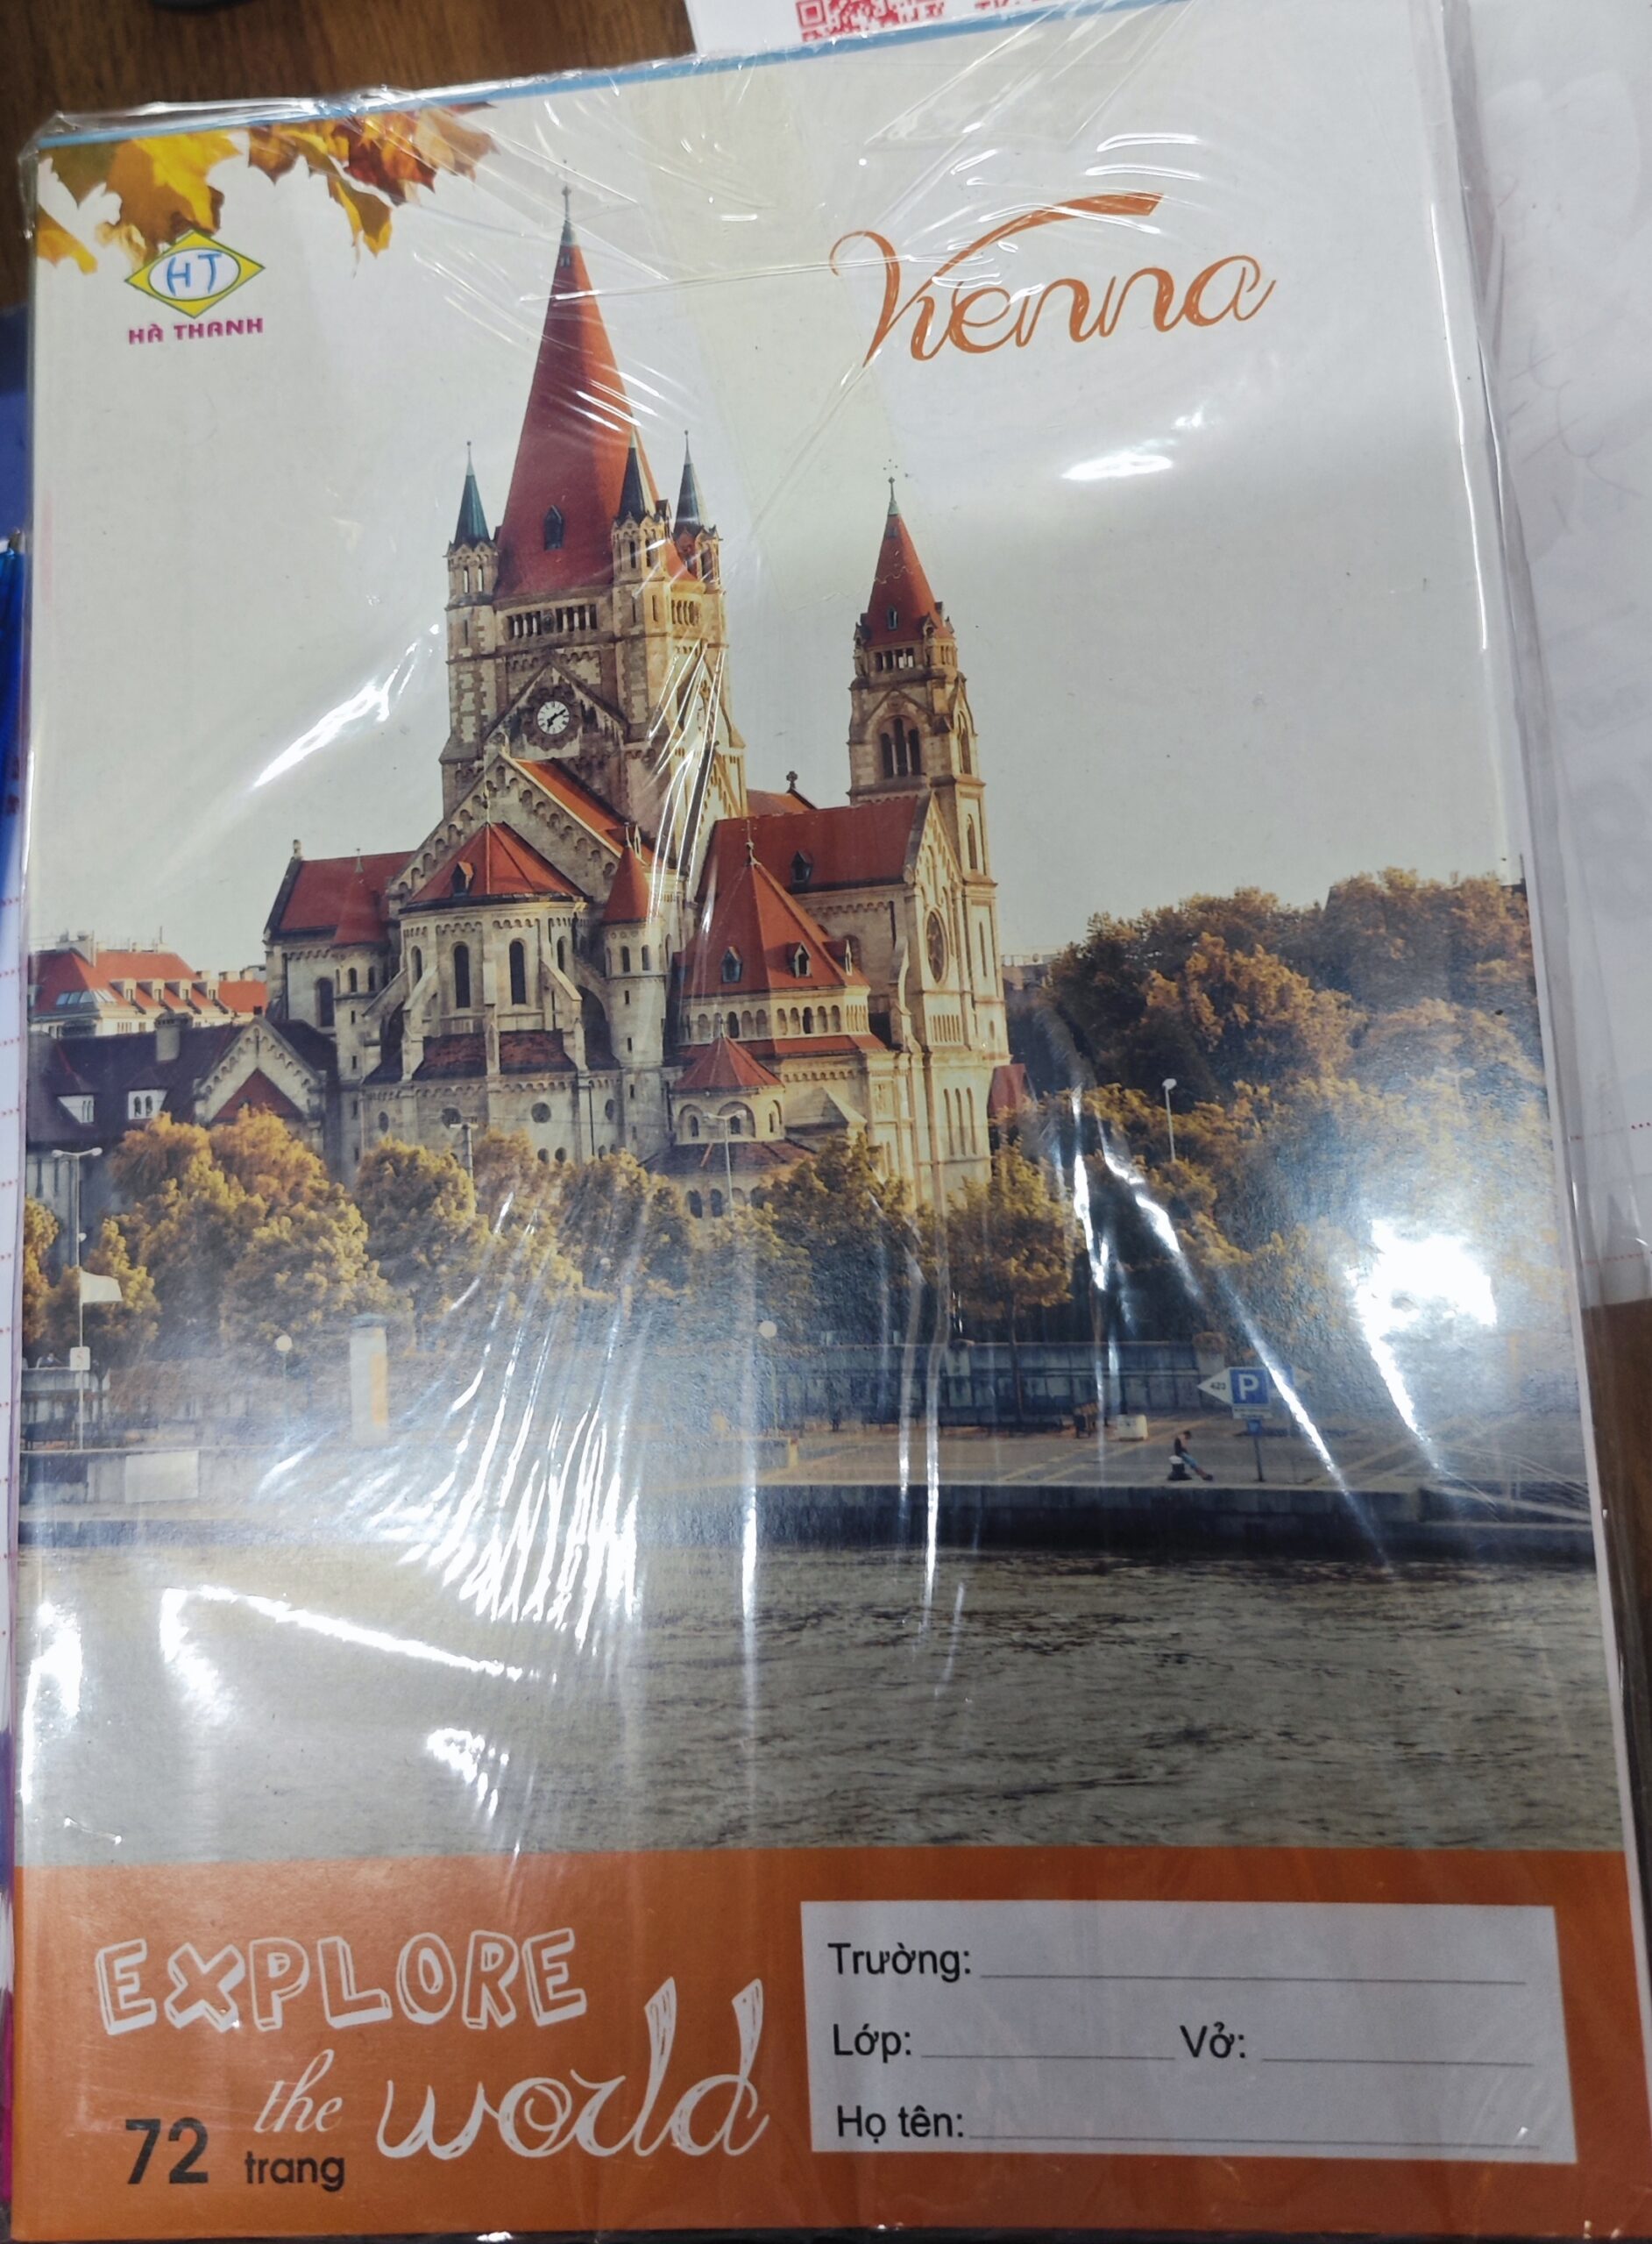 HT
HÀ THANH
Vienna
P
EXPLORE
the world
72 trang
Trường:
Lớp: Vở:
Họ tên: